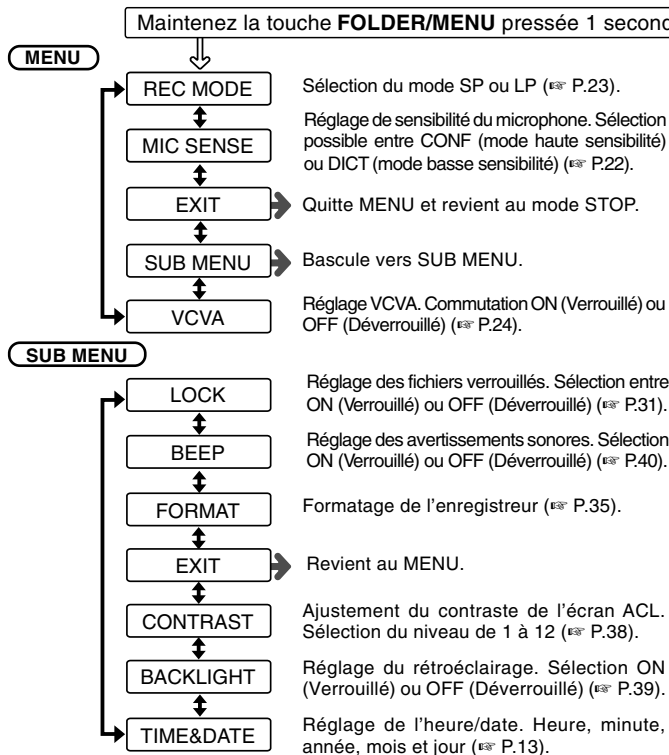 Maintenez la touche FOLDER/MENU pressée 1 second
MENU
REC MODE
Sélection du mode SP ou LP (☞ P.23).
MIC SENSE
Réglage de sensibilité du microphone. Sélection
possible entre CONF (mode haute sensibilité)
ou DICT (mode basse sensibilité) (☞ P.22).
EXIT
Quitte MENU et revient au mode STOP.
SUB MENU
Bascule vers SUB MENU.
VCVA
Réglage VCVA. Commutation ON (Verrouillé) ou
OFF (Déverrouillé) (☞ P.24).
SUB MENU
LOCK
Réglage des fichiers verrouillés. Sélection entre
ON (Verrouillé) ou OFF (Déverrouillé) (☞ P.31).
BEEP
Réglage des avertissements sonores. Sélection
ON (Verrouillé) ou OFF (Déverrouillé) (☞ P.40).
FORMAT
Formatage de l'enregistreur (☞ P.35).
EXIT
Revient au MENU.
CONTRAST
Ajustement du contraste de l'écran ACL.
Sélection du niveau de 1 à 12 (☞ P.38).
BACKLIGHT
Réglage du rétroéclairage. Sélection ON
(Verrouillé) ou OFF (Déverrouillé) (☞ P.39).
TIME&DATE
Réglage de l'heure/date. Heure, minute,
année, mois et jour (☞ P.13).